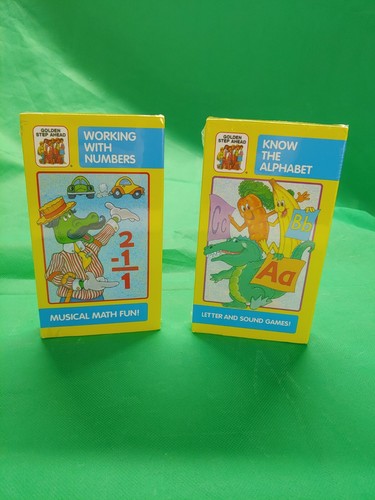 GOLDEN
STEP AHEAD
WORKING
WITH
NUMBERS
2
-1
1
MUSICAL MATH FUN!
GOLDEN
STEP AHEAD
KNOW
THE
ALPHABET
Cc
Bb
Aa
LETTER AND SOUND GAMES!